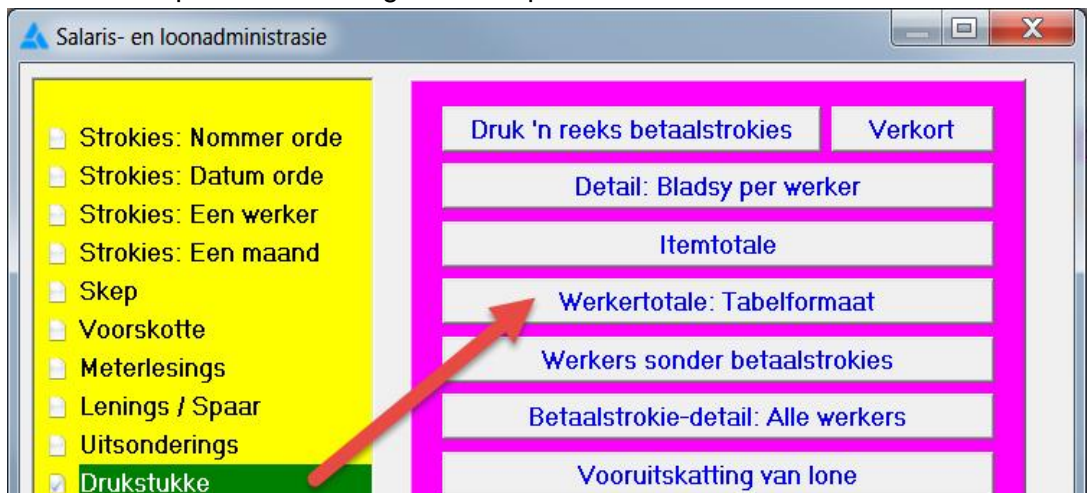 Salaris- en loonadministrasie
Strokies: Nommer orde
Strokies: Datum orde
Strokies: Een werker
Strokies: Een maand
Skep
Voorskotte
Meterlesings
Lenings / Spaar
Uitsonderings
Drukstukke
Druk 'n reeks betaalstrokies
Verkort
Detail: Bladsy per werker
Itemtotale
Werkertotale: Tabelformaat
Werkers sonder betaalstrokies
Betaalstrokie-detail: Alle werkers
Vooruitskatting van lone